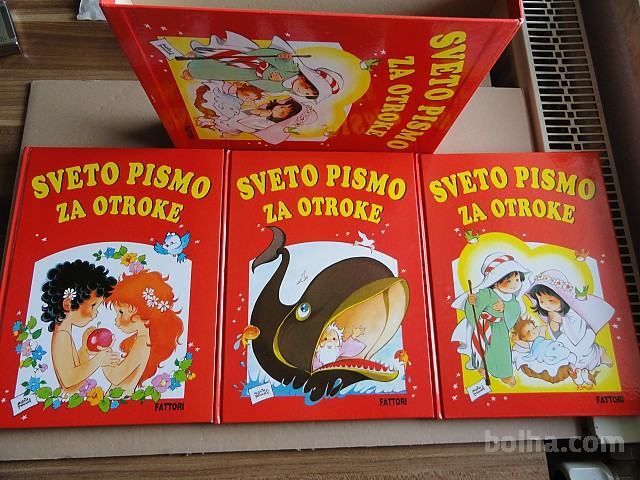 SVETO PISMO
ZA OTROKE
SVETO PISMO
ZA OTROKE
FATTORI
SVETO PISMO
ZA OTROKE
FATTORI
SVETO PISMO
ZA OTROKE
FATTORI
bolha.com